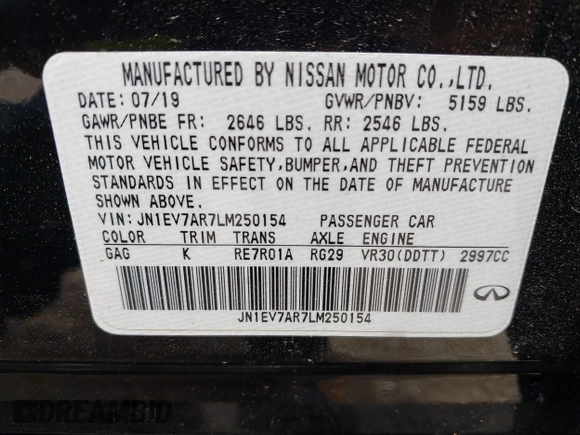 MANUFACTURED BY NISSAN MOTOR CO.,LTD.
DATE: 07/19 GVWR/PNBV: 5159 LBS.
GAWR/PNBE FR: 2646 LBS. RR: 2546 LBS.
THIS VEHICLE CONFORMS TO ALL APPLICABLE FEDERAL
MOTOR VEHICLE SAFETY,BUMPER,AND THEFT PREVENTION
STANDARDS IN EFFECT ON THE DATE OF MANUFACTURE
SHOWN ABOVE.
VIN: JN1EV7AR7LM250154 PASSENGER CAR
COLOR TRIM TRANS AXLE ENGINE
GAG K RE7R01A RG29 VR30(DDTT) 2997CC
JN1EV7AR7LM250154
DREAMBID